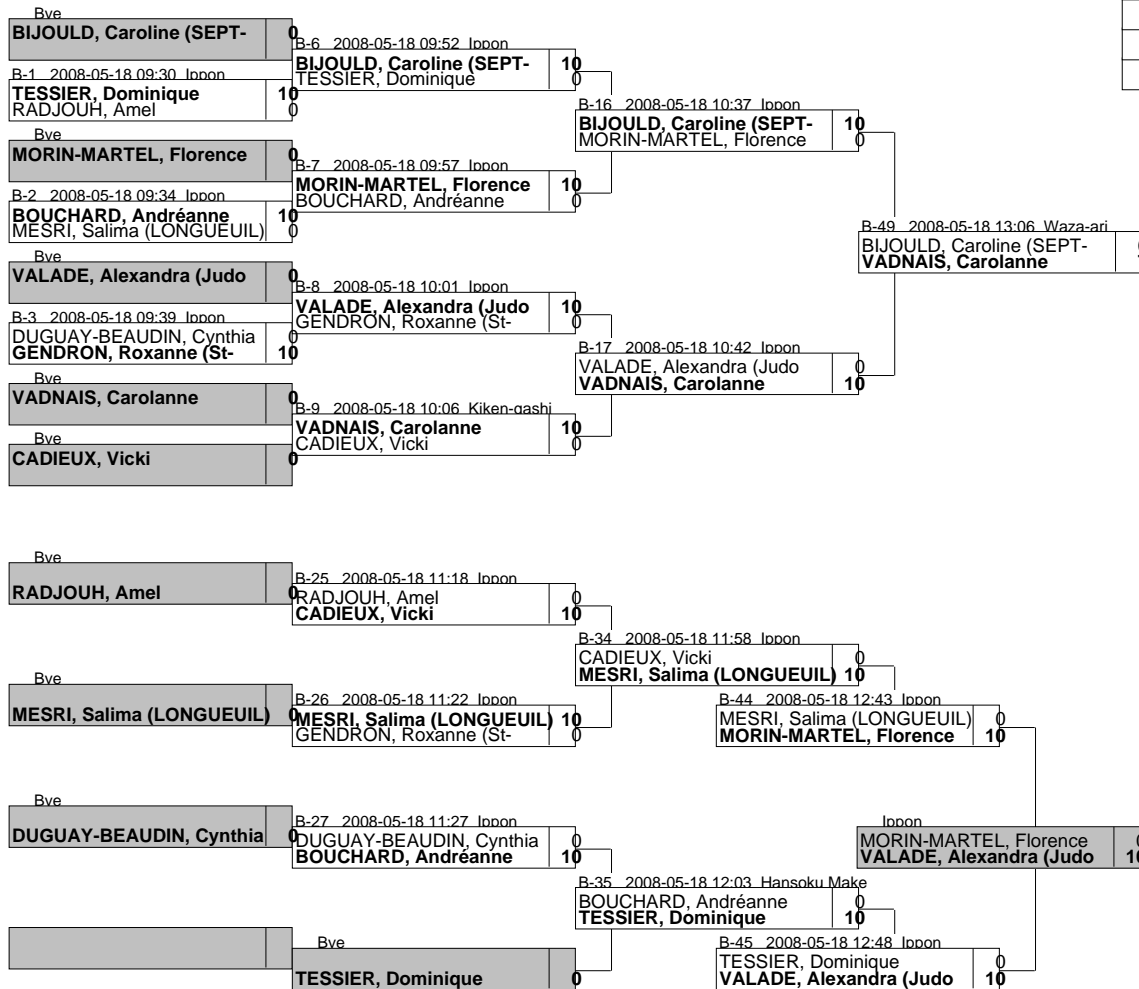 Bye
BIJOULD, Caroline (SEPT- 0
B-1 2008-05-18 09:30 Ippon
TESSIER, Dominique 10
RADJOUH, Amel 0
Bye
MORIN-MARTEL, Florence 0
B-2 2008-05-18 09:34 Ippon
BOUCHARD, Andréanne 10
MESRI, Salima (LONGUEUIL) 0
Bye
VALADE, Alexandra (Judo 0
B-3 2008-05-18 09:39 Ippon
DUGUAY-BEAUDIN, Cynthia 0
GENDRON, Roxanne (St- 10
Bye
VADNAIS, Carolanne 0
Bye
CADIEUX, Vicki 0
B-6 2008-05-18 09:52 Ippon
BIJOULD, Caroline (SEPT- 10
TESSIER, Dominique 0
B-7 2008-05-18 09:57 Ippon
MORIN-MARTEL, Florence 10
BOUCHARD, Andréanne 0
B-8 2008-05-18 10:01 Ippon
VALADE, Alexandra (Judo 10
GENDRON, Roxanne (St- 0
B-9 2008-05-18 10:06 Kiken-gashi
VADNAIS, Carolanne 10
CADIEUX, Vicki 0
B-16 2008-05-18 10:37 Ippon
BIJOULD, Caroline (SEPT- 10
MORIN-MARTEL, Florence 0
B-17 2008-05-18 10:42 Ippon
VALADE, Alexandra (Judo 0
VADNAIS, Carolanne 10
B-49 2008-05-18 13:06 Waza-ari
BIJOULD, Caroline (SEPT-
VADNAIS, Carolanne
Bye
RADJOUH, Amel 0
Bye
MESRI, Salima (LONGUEUIL) 0
Bye
DUGUAY-BEAUDIN, Cynthia 0
B-25 2008-05-18 11:18 Ippon
RADJOUH, Amel 0
CADIEUX, Vicki 10
B-26 2008-05-18 11:22 Ippon
MESRI, Salima (LONGUEUIL) 10
GENDRON, Roxanne (St- 0
B-27 2008-05-18 11:27 Ippon
DUGUAY-BEAUDIN, Cynthia 0
BOUCHARD, Andréanne 10
Bye
TESSIER, Dominique 0
B-34 2008-05-18 11:58 Ippon
CADIEUX, Vicki 0
MESRI, Salima (LONGUEUIL) 10
B-35 2008-05-18 12:03 Hansoku Make
BOUCHARD, Andréanne 0
TESSIER, Dominique 10
B-44 2008-05-18 12:43 Ippon
MESRI, Salima (LONGUEUIL) 0
MORIN-MARTEL, Florence 10
B-45 2008-05-18 12:48 Ippon
TESSIER, Dominique 0
VALADE, Alexandra (Judo 10
Ippon
MORIN-MARTEL, Florence 0
VALADE, Alexandra (Judo 10